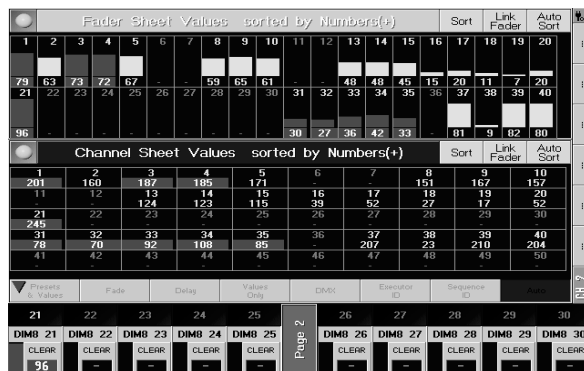 Fader Sheet Values sorted by Numbers(+) Sort Link Fader Auto Sort
1 2 3 4 5 6 7 8 9 10 11 12 13 14 15 16 17 18 19 20
79 63 73 72 67 - - 59 65 61 - - 48 48 45 15 20 11 7 20
21 22 23 24 25 26 27 28 29 30 31 32 33 34 35 36 37 38 39 40
96 - - - - - - - - - 30 27 36 42 33 - 81 9 82 80
Channel Sheet Values sorted by Numbers(+) Sort Link Fader Auto Sort
1 2 3 4 5 6 7 8 9 10
201 160 187 185 171 - - 151 167 157
11 12 13 14 15 16 17 18 19 20
- - 124 123 115 39 52 27 17 52
21 22 23 24 25 26 27 28 29 30
245 - - - - - - - - -
31 32 33 34 35 36 37 38 39 40
78 70 92 108 85 - 207 23 210 204
41 42 43 44 45 46 47 48 49 50
- - - - - - - - - -
Presets & Values Fade Delay Values Only DMX Executor ID Sequence ID Auto
21 22 23 24 25 Page 2 26 27 28 29 30
DIM8 21 DIM8 22 DIM8 23 DIM8 24 DIM8 25 DIM8 26 DIM8 27 DIM8 28 DIM8 29 DIM8 30
CLEAR CLEAR CLEAR CLEAR CLEAR CLEAR CLEAR CLEAR CLEAR CLEAR
96 - - - - - - - - -